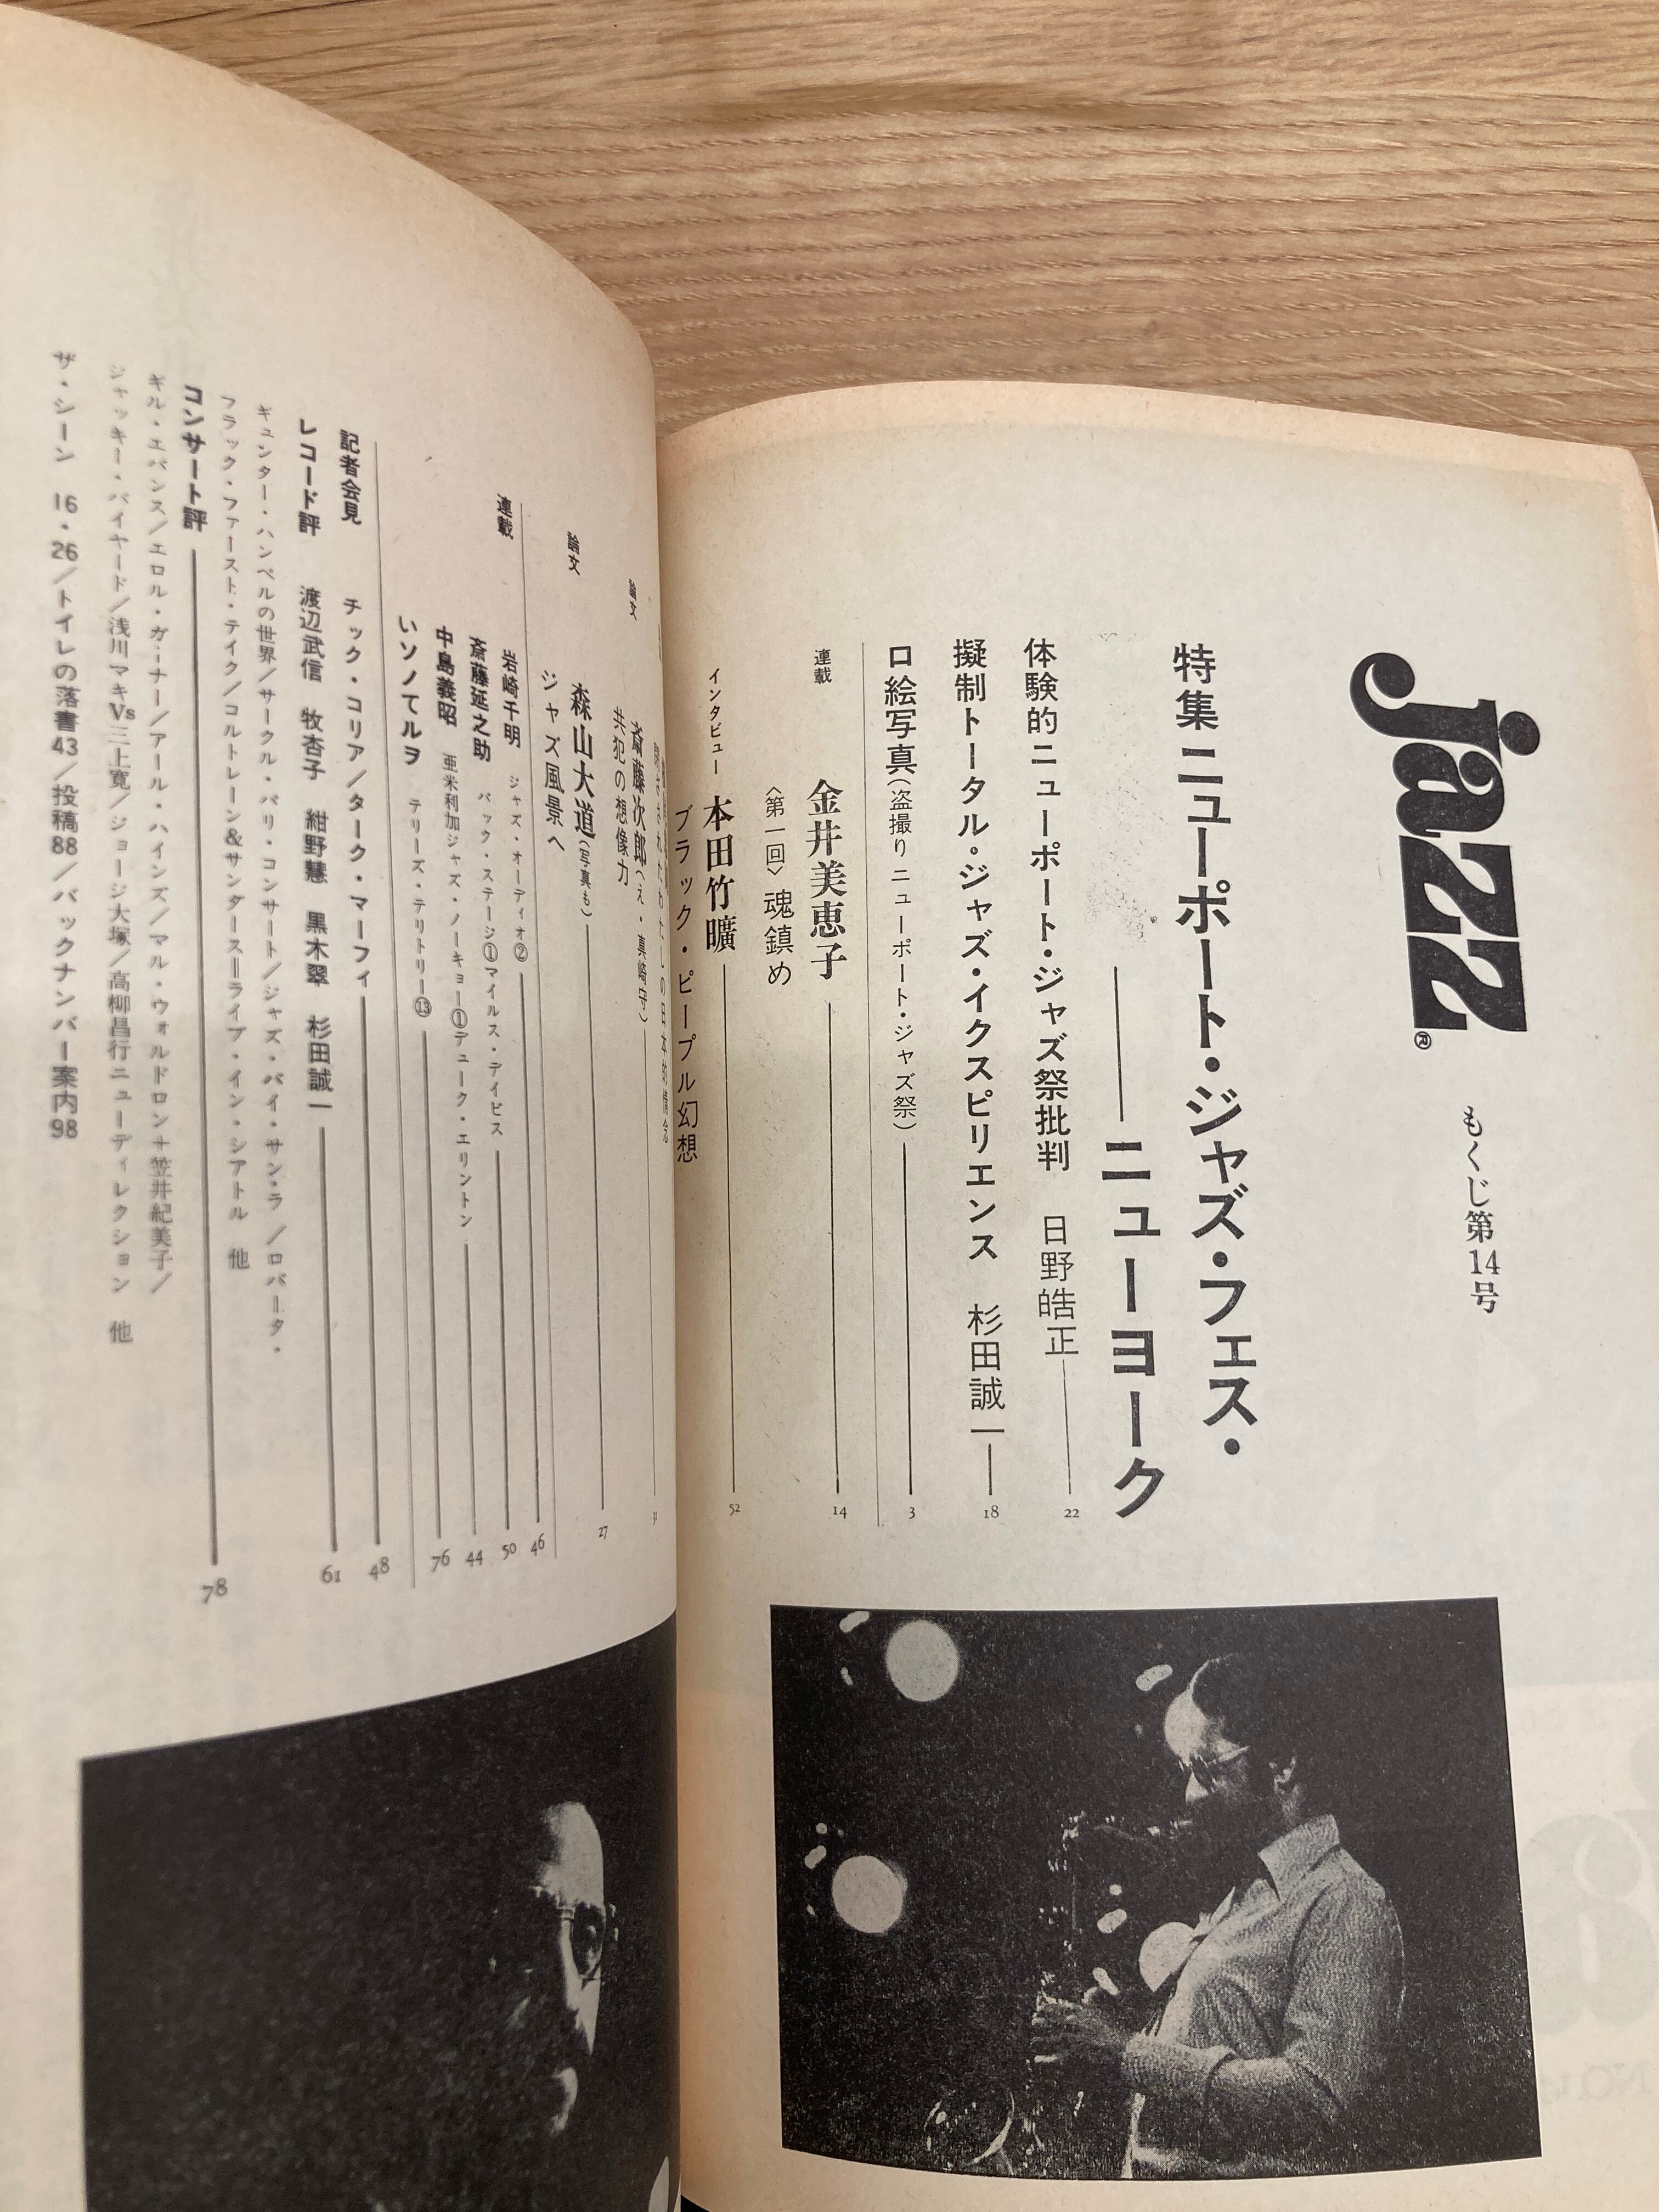 jazz®
もくじ第14号
特集 ニューポート・ジャズ・フェス・
——ニューヨーク
体験的ニューポート・ジャズ祭批判 日野皓正 22
擬制トータル・ジャズ・イクスピリエンス 杉田誠一 18
口絵写真(盗撮り ニューポート・ジャズ祭) 3
連載 金井美恵子 14
〈第一回〉魂鎮め
インタビュー 本田竹曠 52
ブラック・ピープル幻想
論文 斎藤次郎(え・真崎守)
共犯の想像力
論文 森山大道(写真も) 27
ジャズ風景へ
連載 岩崎千明 ジャズ・オーディオ② 46
斎藤延之助 バック・ステージ①マイルス・デイビス 50
中島義昭 亜米利加ジャズ・ノーキョー①デューク・エリントン 44
いソノてルヲ テリーズ・テリトリー⑬ 76
記者会見 チック・コリア/ターク・マーフィ 48
レコード評 渡辺武信 牧杏子 紺野慧 黒木翠 杉田誠一 61
ギュンター・ハンペルの世界/サークル・パリ・コンサート/ジャズ・バイ・サン・ラ/ロバータ・
フラック・ファースト・テイク/コルトレーン&サンダース=ライブ・イン・シアトル 他
コンサート評 78
ギル・エバンス/エロル・ガーナー/アール・ハインズ/マル・ウォルドロン+笠井紀美子/
ジャッキー・バイヤード/浅川マキVs三上寛/ジョージ大塚/高柳昌行ニューディレクション 他
ザ・シーン 16・26/トイレの落書43/投稿88/バックナンバー案内98